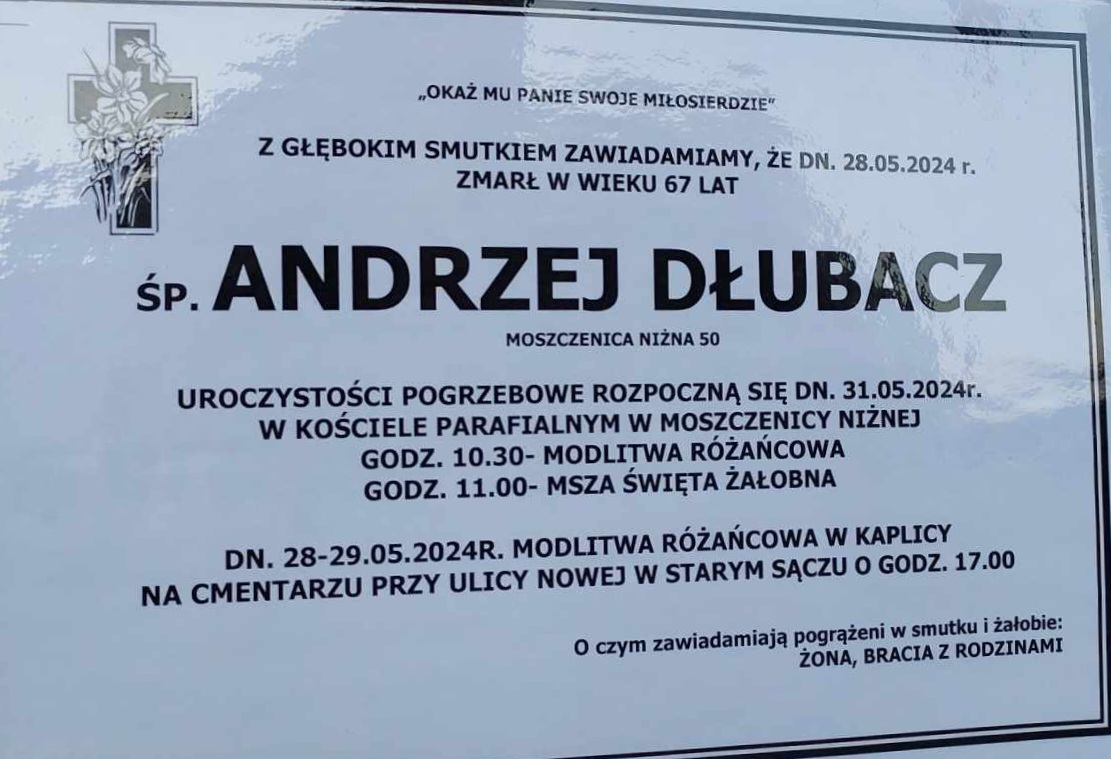 „OKAŻ MU PANIE SWOJE MIŁOSIERDZIE”
Z GŁĘBOKIM SMUTKIEM ZAWIADAMIAMY, ŻE DN. 28.05.2024 r.
ZMARŁ W WIEKU 67 LAT
ŚP. ANDRZEJ DŁUBACZ
MOSZCZENICA NIŻNA 50
UROCZYSTOŚCI POGRZEBOWE ROZPOCZNĄ SIĘ DN. 31.05.2024r.
W KOŚCIELE PARAFIALNYM W MOSZCZENICY NIŻNEJ
GODZ. 10.30- MODLITWA RÓŻAŃCOWA
GODZ. 11.00- MSZA ŚWIĘTA ŻAŁOBNA
DN. 28-29.05.2024R. MODLITWA RÓŻAŃCOWA W KAPLICY
NA CMENTARZU PRZY ULICY NOWEJ W STARYM SĄCZU O GODZ. 17.00
O czym zawiadamiają pogrążeni w smutku i żałobie:
ŻONA, BRACIA Z RODZINAMI